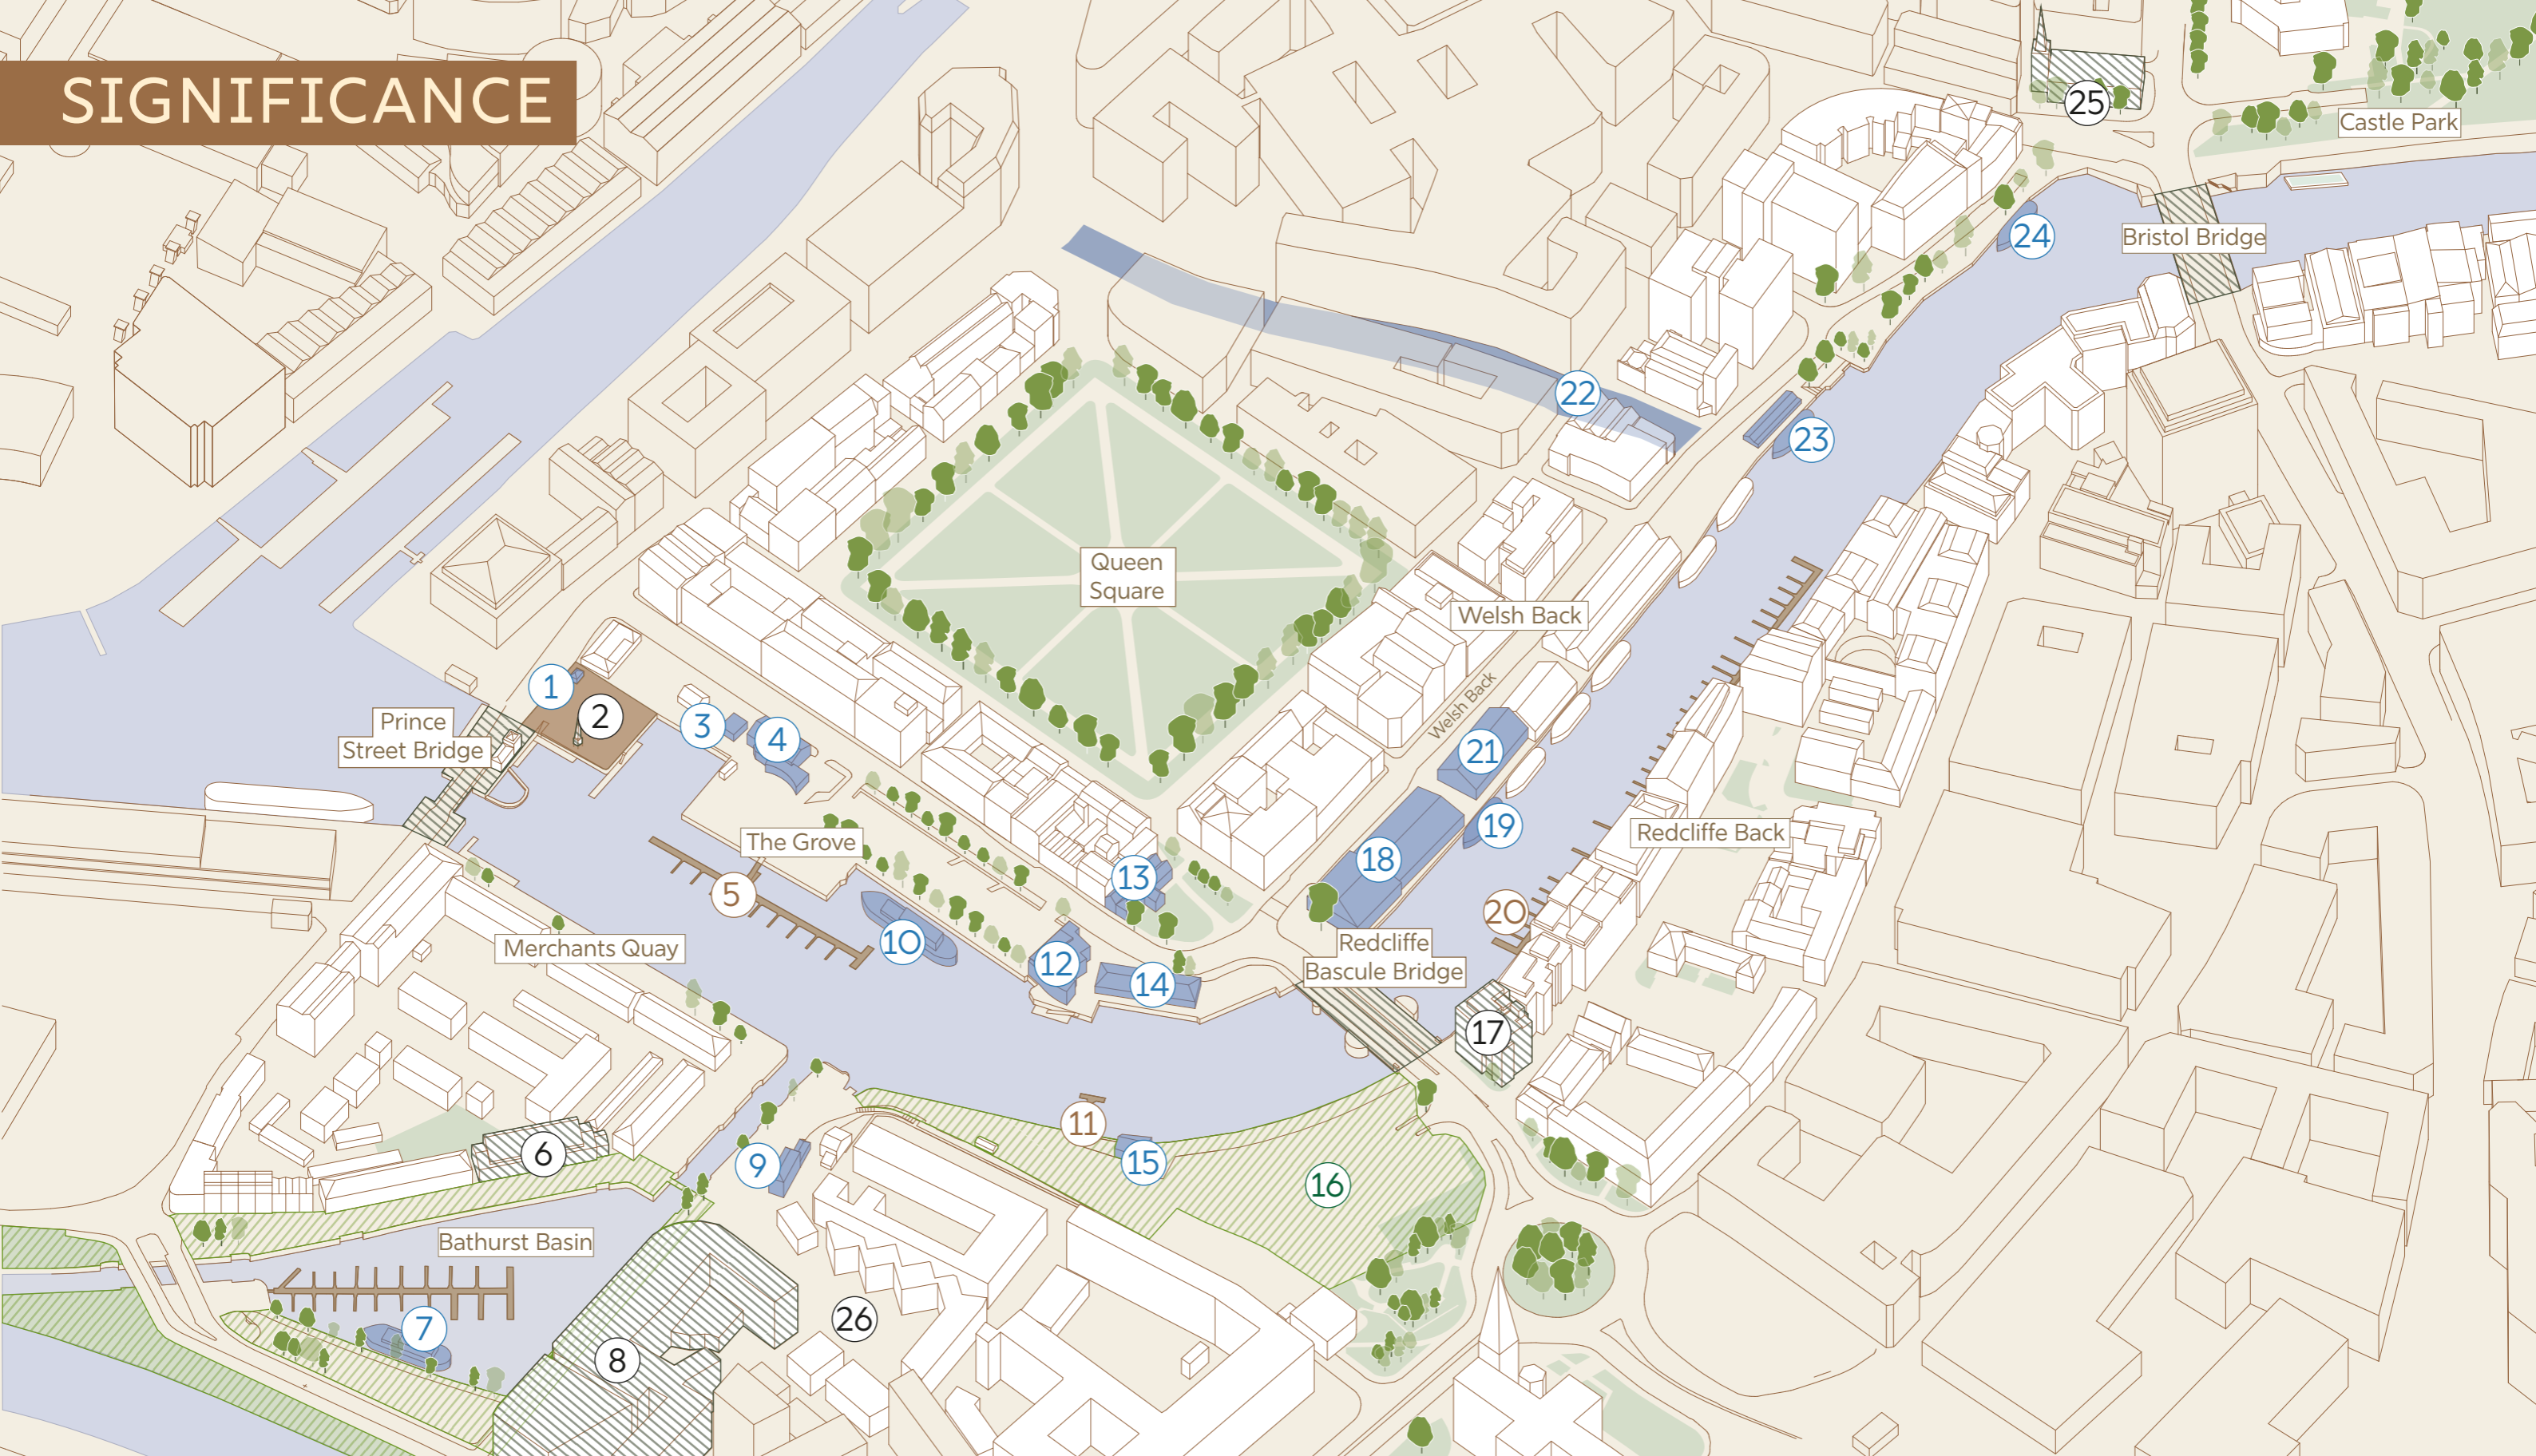 SIGNIFICANCE
25
Castle Park
24
Bristol Bridge
22
23
Queen
Square
Welsh Back
1
2
3
4
Prince
Street Bridge
Welsh Back
21
19
The Grove
Redcliffe Back
18
13
5
20
10
Merchants Quay
Redcliffe
Bascule Bridge
12
14
17
11
6
9
15
16
Bathurst Basin
26
7
8